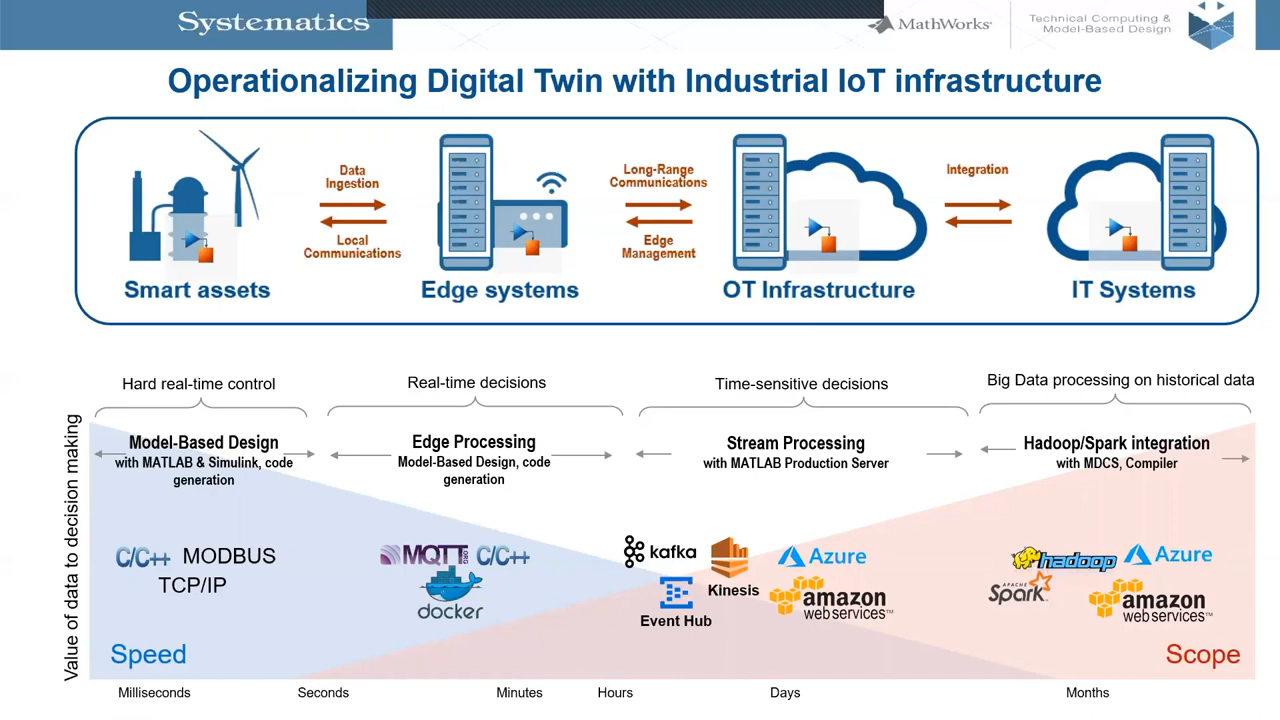 Systematics
MathWorks
Technical Computing &
Model-Based Design
Operationalizing Digital Twin with Industrial IoT infrastructure
Data
Ingestion
Local
Communications
Long-Range
Communications
Edge
Management
Integration
Smart assets
Edge systems
OT Infrastructure
IT Systems
Hard real-time control
Real-time decisions
Time-sensitive decisions
Big Data processing on historical data
Model-Based Design
with MATLAB & Simulink, code
generation
Edge Processing
Model-Based Design, code
generation
Stream Processing
with MATLAB Production Server
Hadoop/Spark integration
with MDCS, Compiler
Value of data to decision making
C/C++ MODBUS
TCP/IP
MQTT.ORG C/C++
docker
kafka
Kinesis
Event Hub
Azure
amazon
web services™
hadoop
Azure
APACHE
Spark™
amazon
web services™
Speed
Scope
Milliseconds
Seconds
Minutes
Hours
Days
Months